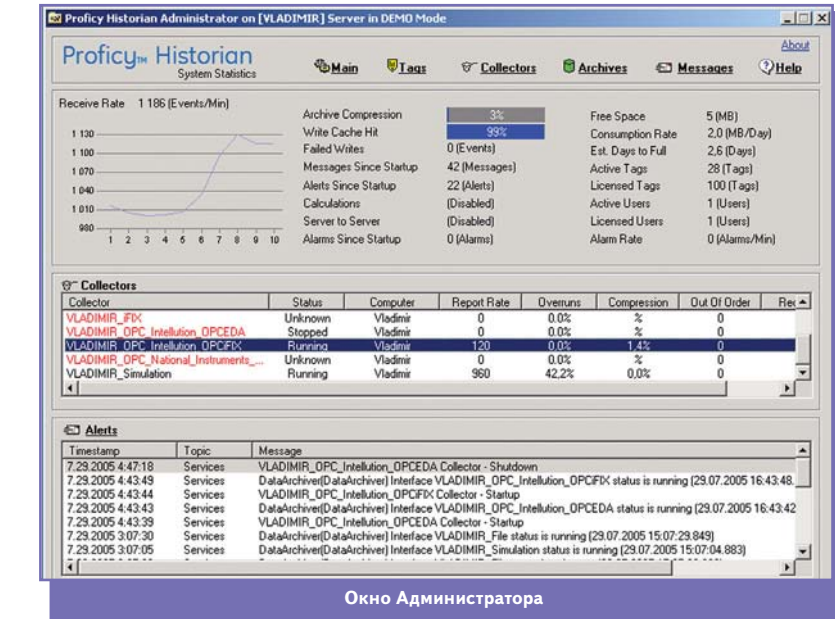 Proficy Historian Administrator on [VLADIMIR] Server in DEMO Mode
About
Proficy™ Historian
System Statistics
Main Tags Collectors Archives Messages Help
Receive Rate 1 186 (Events/Min)
1 130
1 100
1 070
1 040
1 010
980
1 2 3 4 5 6 7 8 9 10
Archive Compression 3%
Write Cache Hit 99%
Failed Writes 0 (Events)
Messages Since Startup 42 (Messages)
Alerts Since Startup 22 (Alerts)
Calculations (Disabled)
Server to Server (Disabled)
Alarms Since Startup 0 (Alarms)
Free Space 5 (MB)
Consumption Rate 2,0 (MB/Day)
Est. Days to Full 2,6 (Days)
Active Tags 28 (Tags)
Licensed Tags 100 (Tags)
Active Users 1 (Users)
Licensed Users 1 (Users)
Alarm Rate 0 (Alarms/Min)
Collectors
Collector Status Computer Report Rate Overruns Compression Out Of Order
VLADIMIR_iFIX Unknown Vladimir 0 0.0% % 0
VLADIMIR_OPC_Intellution_OPCEDA Stopped Vladimir 0 0.0% % 0
VLADIMIR_OPC_Intellution_OPCiFIX Running Vladimir 120 0,0% 1,4% 0
VLADIMIR_OPC_National_Instruments_... Unknown Vladimir 0 0.0% % 0
VLADIMIR_Simulation Running Vladimir 960 42,2% 0,0% 0
Alerts
Timestamp Topic Message
7.29.2005 4:47:18 Services VLADIMIR_OPC_Intellution_OPCEDA Collector - Shutdown
7.29.2005 4:43:49 Services DataArchiver(DataArchiver) Interface VLADIMIR_OPC_Intellution_OPCiFIX status is running (29.07.2005 16:43:48.
7.29.2005 4:43:44 Services VLADIMIR_OPC_Intellution_OPCiFIX Collector - Startup
7.29.2005 4:43:43 Services DataArchiver(DataArchiver) Interface VLADIMIR_OPC_Intellution_OPCEDA status is running (29.07.2005 16:43:42
7.29.2005 4:43:39 Services VLADIMIR_OPC_Intellution_OPCEDA Collector - Startup
7.29.2005 3:07:30 Services DataArchiver(DataArchiver) Interface VLADIMIR_File status is running (29.07.2005 15:07:29.849)
7.29.2005 3:07:05 Services DataArchiver(DataArchiver) Interface VLADIMIR_Simulation status is running (29.07.2005 15:07:04.883)
Окно Администратора